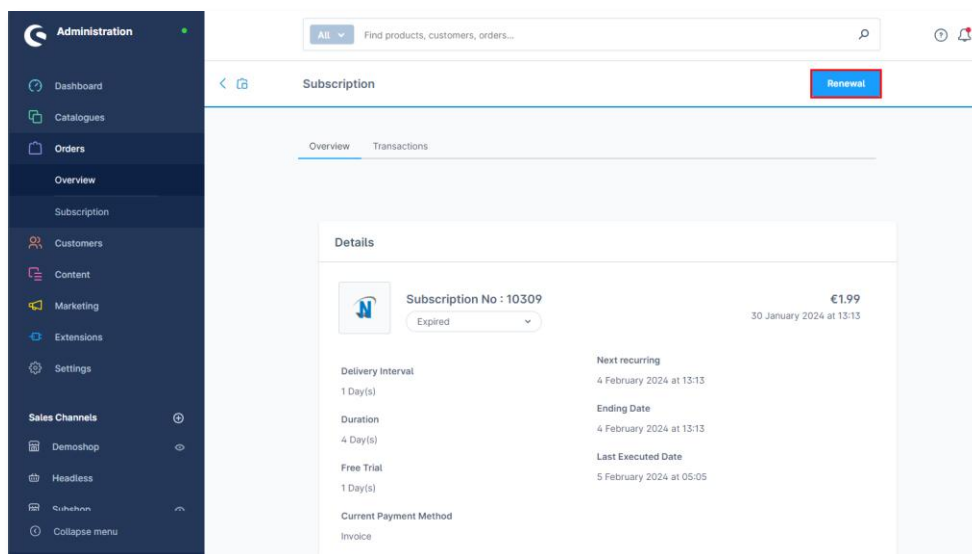 Administration
All
Find products, customers, orders...
Dashboard
Subscription
Renewal
Catalogues
Orders
Overview
Transactions
Overview
Subscription
Customers
Details
Content
Subscription No : 10309
€1.99
Marketing
Expired
30 January 2024 at 13:13
Extensions
Settings
Next recurring
Delivery Interval
4 February 2024 at 13:13
1 Day(s)
Ending Date
Sales Channels
Duration
4 February 2024 at 13:13
Demoshop
4 Day(s)
Last Executed Date
Headless
Free Trial
5 February 2024 at 05:05
1 Day(s)
Subshop
Current Payment Method
Collapse menu
Invoice